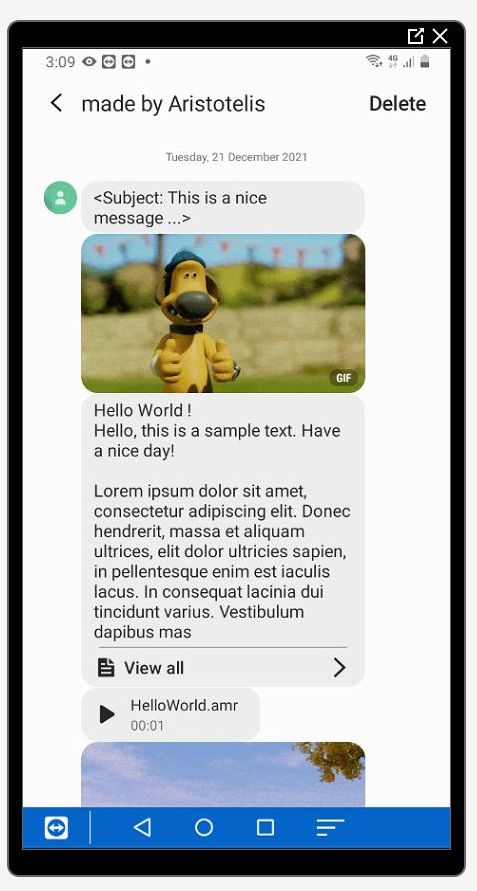 3:09
4G
made by Aristotelis
Delete
Tuesday, 21 December 2021
<Subject: This is a nice
message ...>
GIF
Hello World !
Hello, this is a sample text. Have
a nice day!
Lorem ipsum dolor sit amet,
consectetur adipiscing elit. Donec
hendrerit, massa et aliquam
ultrices, elit dolor ultricies sapien,
in pellentesque enim est iaculis
lacus. In consequat lacinia dui
tincidunt varius. Vestibulum
dapibus mas
View all
HelloWorld.amr
00:01